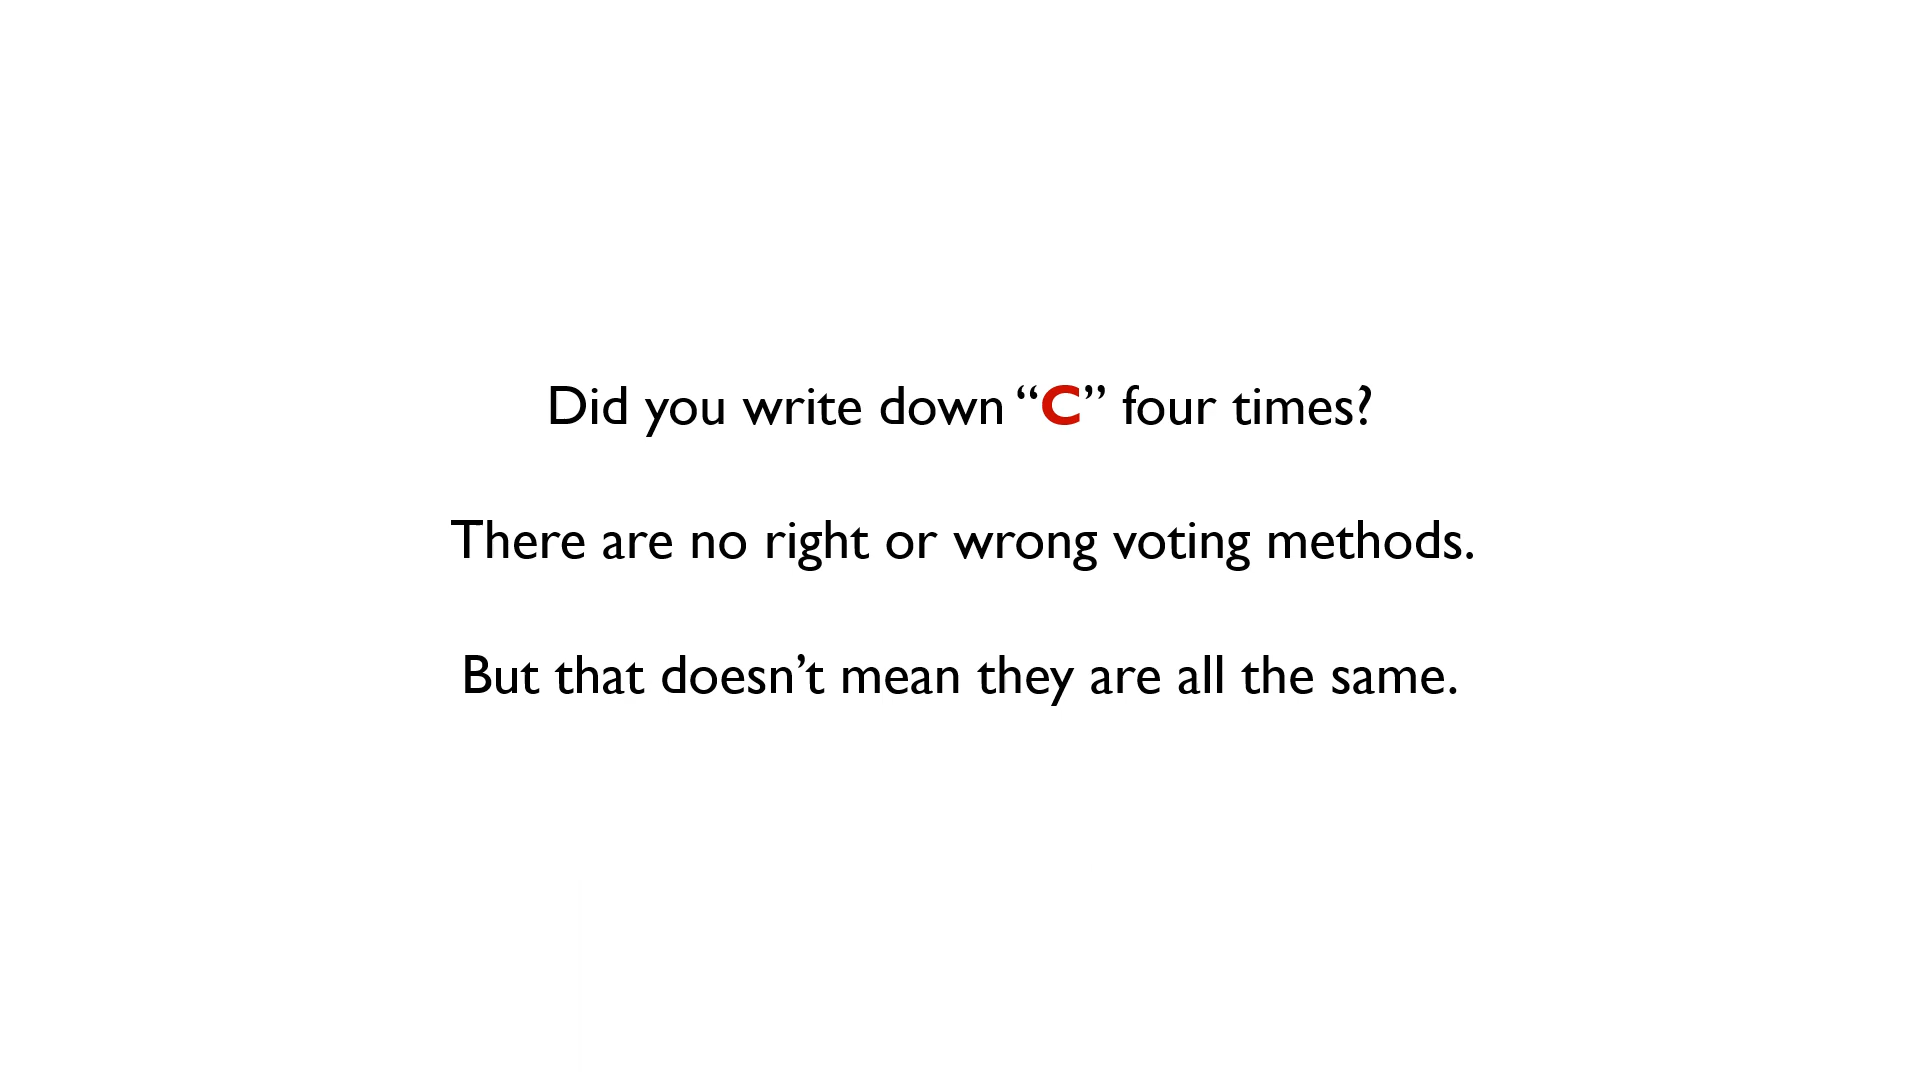 Did you write down “C” four times?
There are no right or wrong voting methods.
But that doesn’t mean they are all the same.